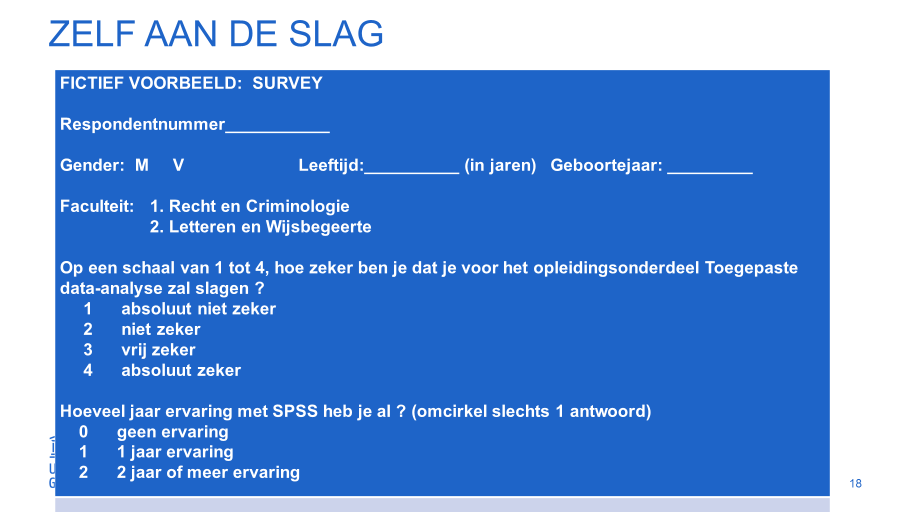 ZELF AAN DE SLAG
FICTIEF VOORBEELD: SURVEY
Respondentnummer___________
Gender: M V Leeftijd:__________ (in jaren) Geboortejaar: _________
Faculteit: 1. Recht en Criminologie
2. Letteren en Wijsbegeerte
Op een schaal van 1 tot 4, hoe zeker ben je dat je voor het opleidingsonderdeel Toegepaste
data-analyse zal slagen ?
1 absoluut niet zeker
2 niet zeker
3 vrij zeker
4 absoluut zeker
Hoeveel jaar ervaring met SPSS heb je al ? (omcirkel slechts 1 antwoord)
0 geen ervaring
1 1 jaar ervaring
2 2 jaar of meer ervaring
18